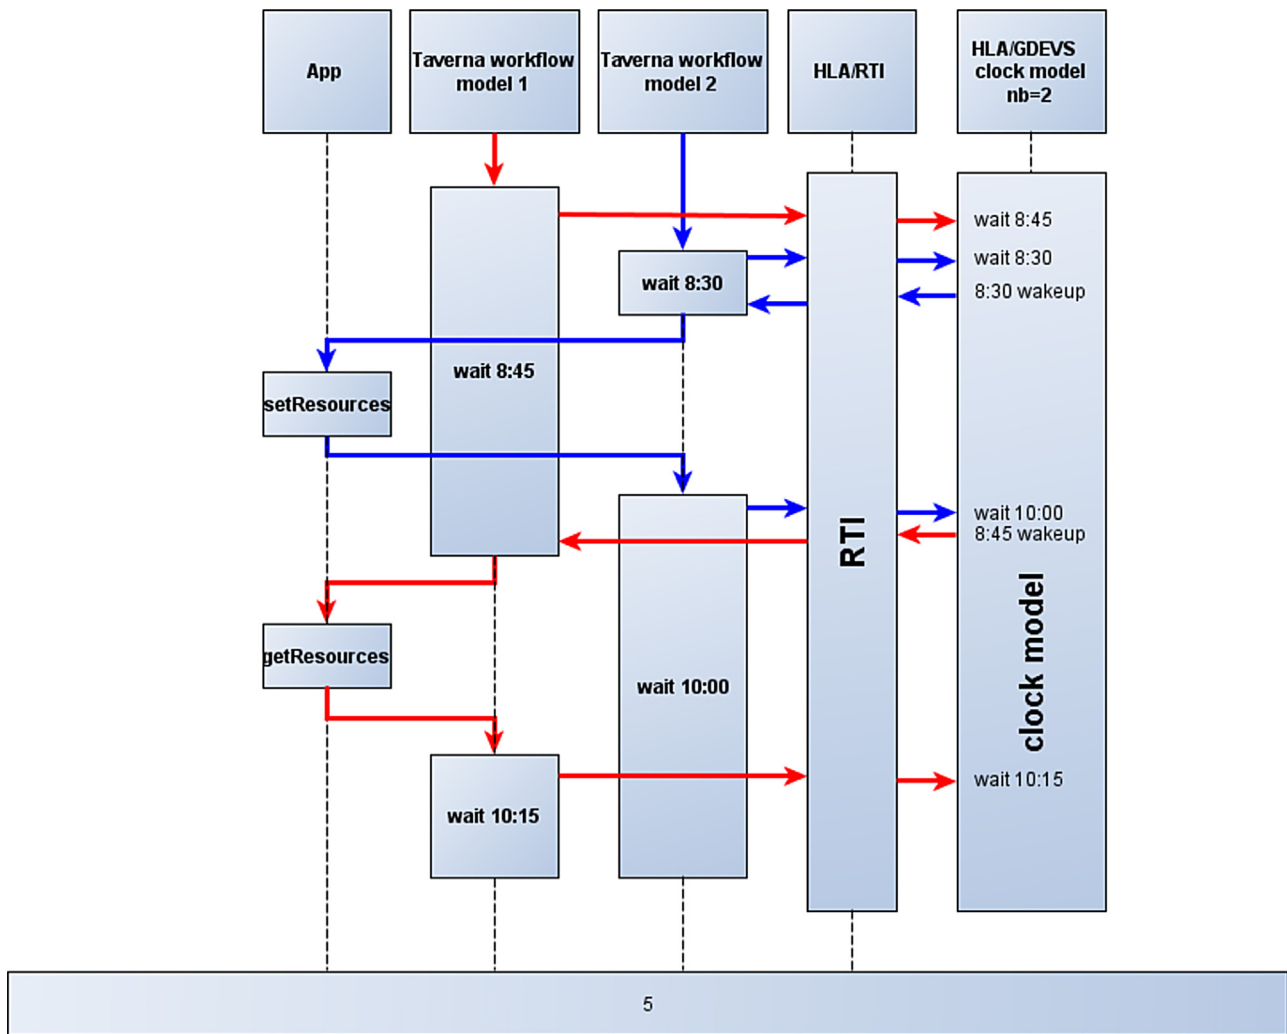 App
Taverna workflow
model 1
Taverna workflow
model 2
HLA/RTI
HLA/GDEVS
clock model
nb=2
wait 8:45
wait 8:30
8:30 wakeup
wait 8:30
wait 8:45
setResources
wait 10:00
8:45 wakeup
RTI
clock model
getResources
wait 10:00
wait 10:15
wait 10:15
5